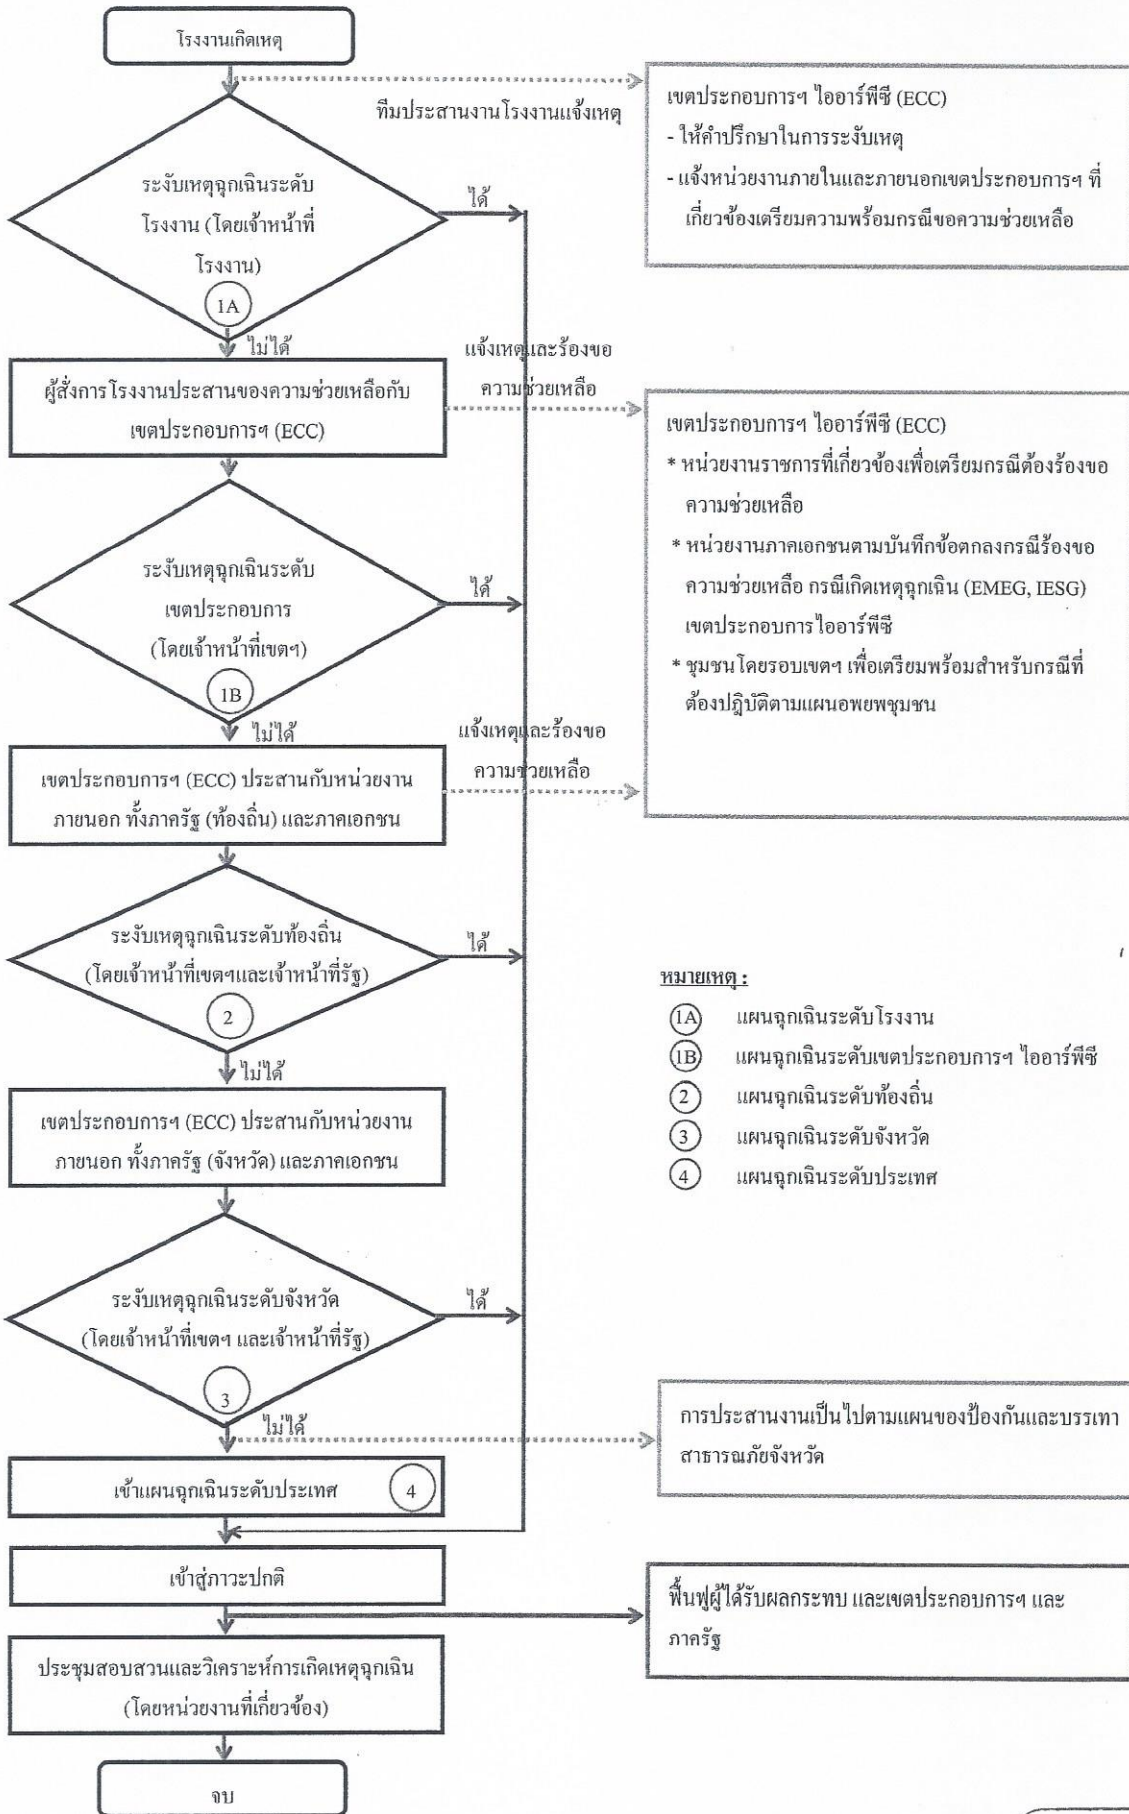 โรงงานเกิดเหตุ
ทีมประสานงานโรงงานแจ้งเหตุ
เขตประกอบการฯ ไออาร์พีซี (ECC)
- ให้คำปรึกษาในการระงับเหตุ
- แจ้งหน่วยงานภายในและภายนอกเขตประกอบการฯ ที่
เกี่ยวข้องเตรียมความพร้อมกรณีขอความช่วยเหลือ
ระงับเหตุฉุกเฉินระดับ
โรงงาน (โดยเจ้าหน้าที่
โรงงาน)
1A
ได้
ไม่ได้
ผู้สั่งการโรงงานประสานของความช่วยเหลือกับ
เขตประกอบการฯ (ECC)
แจ้งเหตุและร้องขอ
ความช่วยเหลือ
เขตประกอบการฯ ไออาร์พีซี (ECC)
* หน่วยงานราชการที่เกี่ยวข้องเพื่อเตรียมกรณีต้องร้องขอ
ความช่วยเหลือ
* หน่วยงานภาคเอกชนตามบันทึกข้อตกลงกรณีร้องขอ
ความช่วยเหลือ กรณีเกิดเหตุฉุกเฉิน (EMEG, IESG)
เขตประกอบการไออาร์พีซี
* ชุมชนโดยรอบเขตฯ เพื่อเตรียมพร้อมสำหรับกรณีที่
ต้องปฏิบัติตามแผนอพยพชุมชน
ระงับเหตุฉุกเฉินระดับ
เขตประกอบการ
(โดยเจ้าหน้าที่เขตฯ)
1B
ได้
ไม่ได้
แจ้งเหตุและร้องขอ
ความช่วยเหลือ
เขตประกอบการฯ (ECC) ประสานกับหน่วยงาน
ภายนอก ทั้งภาครัฐ (ท้องถิ่น) และภาคเอกชน
ระงับเหตุฉุกเฉินระดับท้องถิ่น
(โดยเจ้าหน้าที่เขตฯและเจ้าหน้าที่รัฐ)
2
ได้
ไม่ได้
หมายเหตุ :
1A แผนฉุกเฉินระดับโรงงาน
1B แผนฉุกเฉินระดับเขตประกอบการฯ ไออาร์พีซี
2 แผนฉุกเฉินระดับท้องถิ่น
3 แผนฉุกเฉินระดับจังหวัด
4 แผนฉุกเฉินระดับประเทศ
เขตประกอบการฯ (ECC) ประสานกับหน่วยงาน
ภายนอก ทั้งภาครัฐ (จังหวัด) และภาคเอกชน
ระงับเหตุฉุกเฉินระดับจังหวัด
(โดยเจ้าหน้าที่เขตฯ และเจ้าหน้าที่รัฐ)
3
ได้
ไม่ได้
การประสานงานเป็นไปตามแผนของป้องกันและบรรเทา
สาธารณภัยจังหวัด
เข้าแผนฉุกเฉินระดับประเทศ 4
เข้าสู่ภาวะปกติ
ฟื้นฟูผู้ได้รับผลกระทบ และเขตประกอบการฯ และ
ภาครัฐ
ประชุมสอบสวนและวิเคราะห์การเกิดเหตุฉุกเฉิน
(โดยหน่วยงานที่เกี่ยวข้อง)
จบ